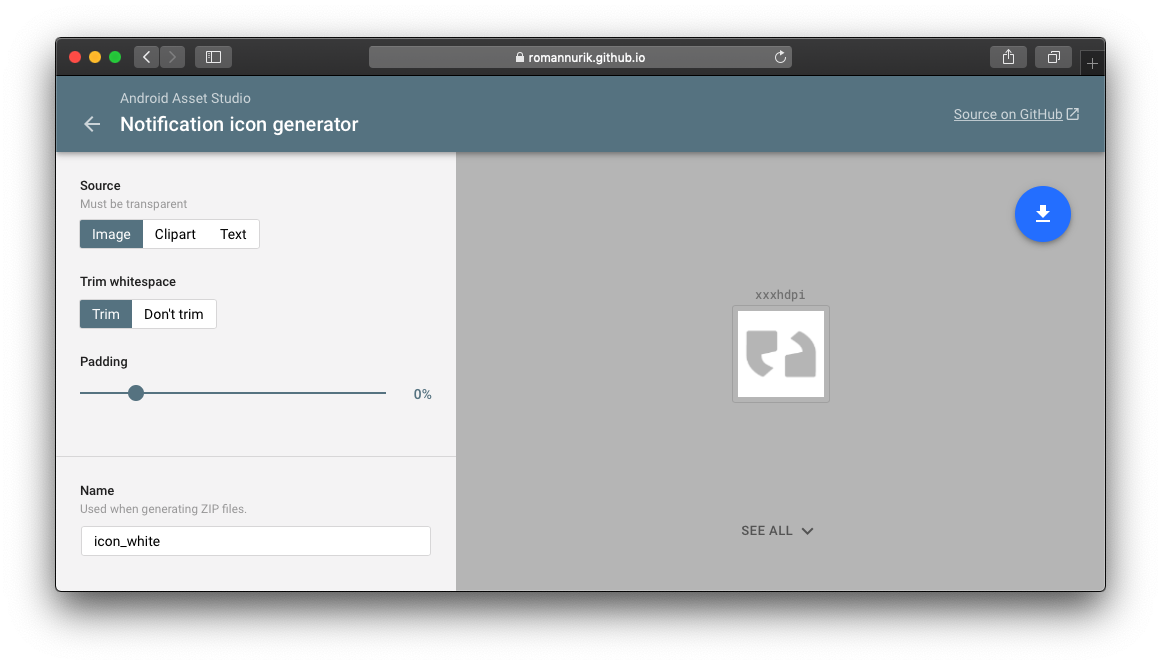 romannurik.github.io
Android Asset Studio
Notification icon generator
Source on GitHub
Source
Must be transparent
Image Clipart Text
Trim whitespace
Trim Don't trim
Padding
0%
Name
Used when generating ZIP files.
icon_white
xxxhdpi
SEE ALL